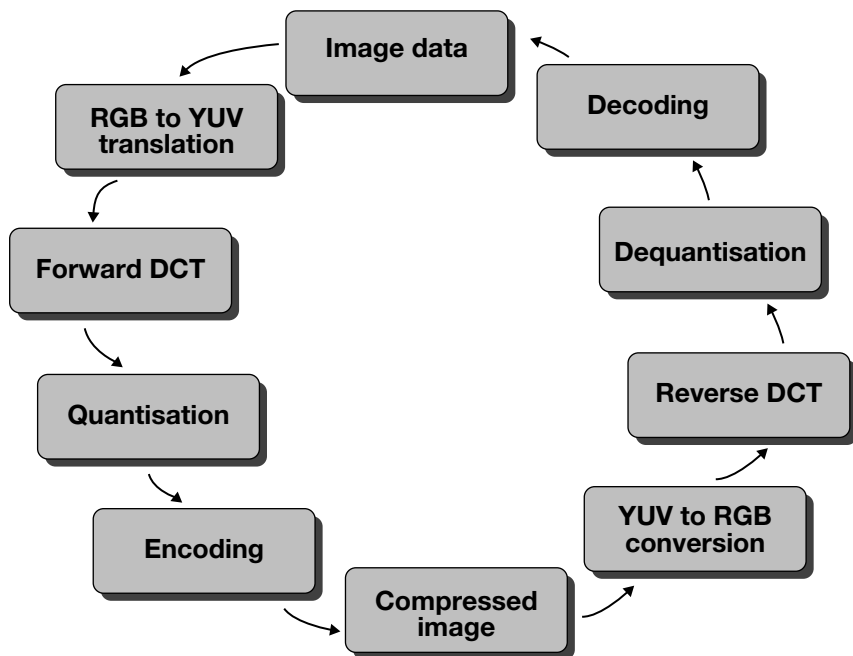 Image data
RGB to YUV
translation
Forward DCT
Quantisation
Encoding
Compressed
image
YUV to RGB
conversion
Reverse DCT
Dequantisation
Decoding